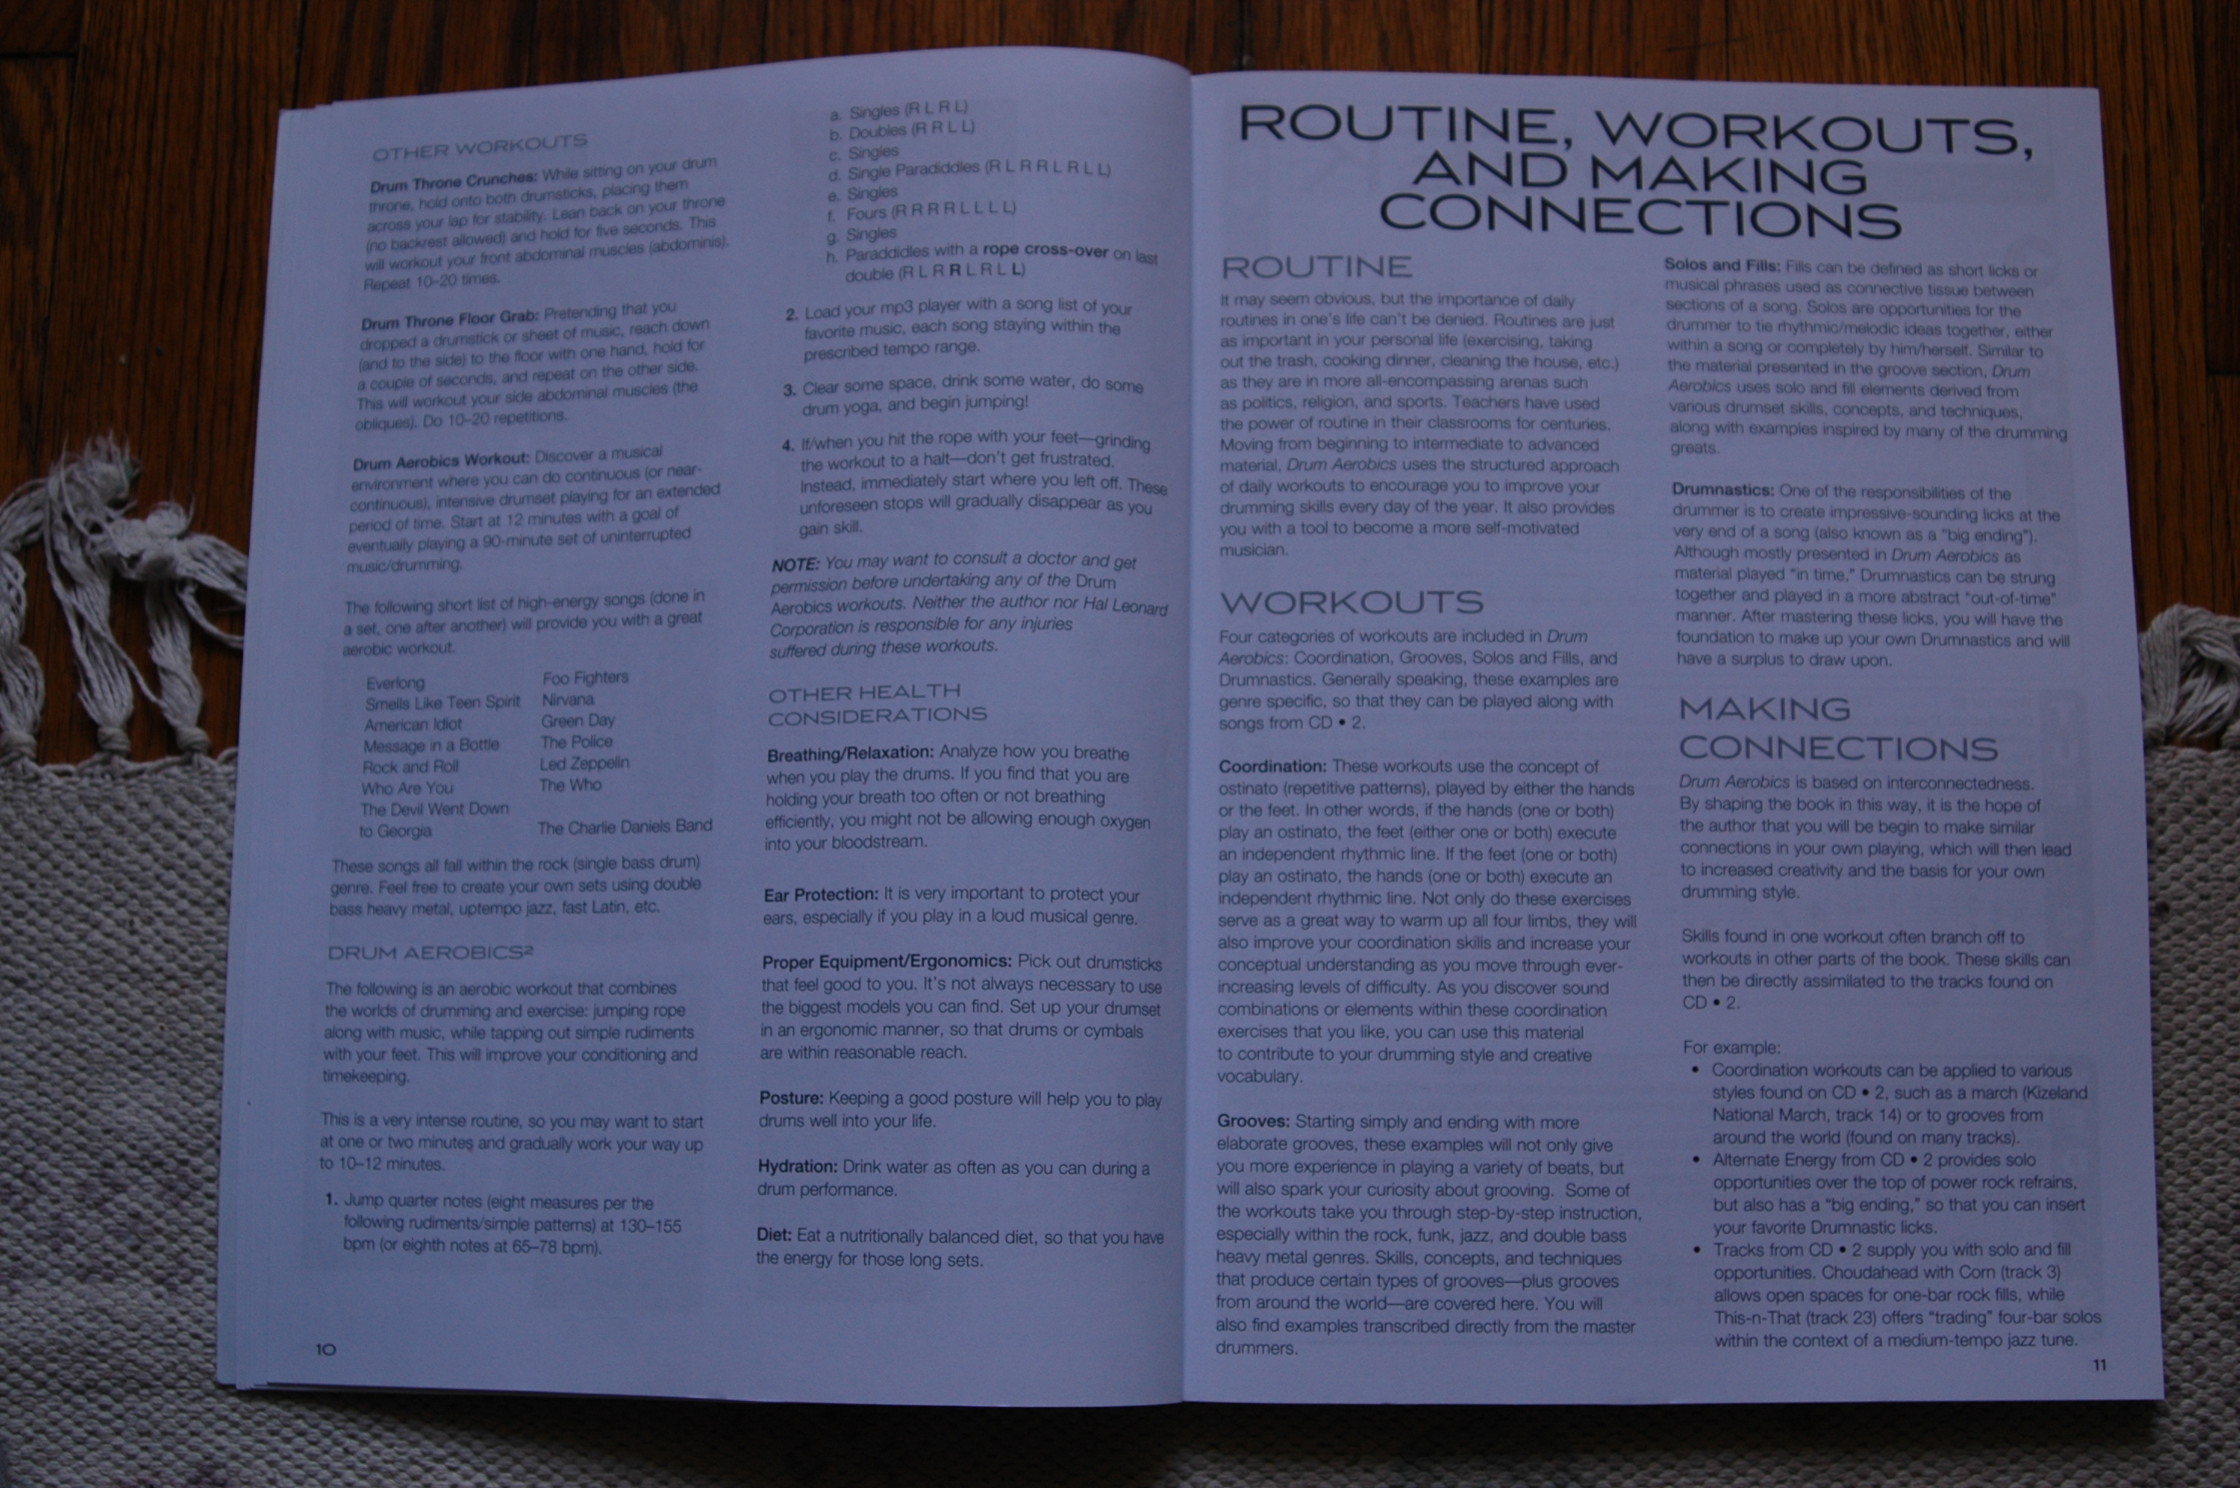 OTHER WORKOUTS
Drum Throne Crunches: While sitting on your drum
throne, hold onto both drumsticks, placing them
across your lap for stability. Lean back on your throne
(no backrest allowed) and hold for five seconds. This
will workout your front abdominal muscles (abdominis).
Repeat 10–20 times.
Drum Throne Floor Grab: Pretending that you
dropped a drumstick or sheet of music, reach down
(and to the side) to the floor with one hand, hold for
a couple of seconds, and repeat on the other side.
This will workout your side abdominal muscles (the
obliques). Do 10–20 repetitions.
Drum Aerobics Workout: Discover a musical
environment where you can do continuous (or near-
continuous), intensive drumset playing for an extended
period of time. Start at 12 minutes with a goal of
eventually playing a 90-minute set of uninterrupted
music/drumming.
The following short list of high-energy songs (done in
a set, one after another) will provide you with a great
aerobic workout.
Everlong Foo Fighters
Smells Like Teen Spirit Nirvana
American Idiot Green Day
Message in a Bottle The Police
Rock and Roll Led Zeppelin
Who Are You The Who
The Devil Went Down
to Georgia The Charlie Daniels Band
These songs all fall within the rock (single bass drum)
genre. Feel free to create your own sets using double
bass heavy metal, uptempo jazz, fast Latin, etc.
DRUM AEROBICS²
The following is an aerobic workout that combines
the worlds of drumming and exercise: jumping rope
along with music, while tapping out simple rudiments
with your feet. This will improve your conditioning and
timekeeping.
This is a very intense routine, so you may want to start
at one or two minutes and gradually work your way up
to 10–12 minutes.
1. Jump quarter notes (eight measures per the
following rudiments/simple patterns) at 130–155
bpm (or eighth notes at 65–78 bpm).
10
a. Singles (R L R L)
b. Doubles (R R L L)
c. Singles
d. Single Paradiddles (R L R R L R L L)
e. Singles
f. Fours (R R R R L L L L)
g. Singles
h. Paraddidles with a rope cross-over on last
double (R L R R L R L L)
2. Load your mp3 player with a song list of your
favorite music, each song staying within the
prescribed tempo range.
3. Clear some space, drink some water, do some
drum yoga, and begin jumping!
4. If/when you hit the rope with your feet—grinding
the workout to a halt—don't get frustrated.
Instead, immediately start where you left off. These
unforeseen stops will gradually disappear as you
gain skill.
NOTE: You may want to consult a doctor and get
permission before undertaking any of the Drum
Aerobics workouts. Neither the author nor Hal Leonard
Corporation is responsible for any injuries
suffered during these workouts.
OTHER HEALTH
CONSIDERATIONS
Breathing/Relaxation: Analyze how you breathe
when you play the drums. If you find that you are
holding your breath too often or not breathing
efficiently, you might not be allowing enough oxygen
into your bloodstream.
Ear Protection: It is very important to protect your
ears, especially if you play in a loud musical genre.
Proper Equipment/Ergonomics: Pick out drumsticks
that feel good to you. It's not always necessary to use
the biggest models you can find. Set up your drumset
in an ergonomic manner, so that drums or cymbals
are within reasonable reach.
Posture: Keeping a good posture will help you to play
drums well into your life.
Hydration: Drink water as often as you can during a
drum performance.
Diet: Eat a nutritionally balanced diet, so that you have
the energy for those long sets.
ROUTINE, WORKOUTS,
AND MAKING
CONNECTIONS
ROUTINE
It may seem obvious, but the importance of daily
routines in one's life can't be denied. Routines are just
as important in your personal life (exercising, taking
out the trash, cooking dinner, cleaning the house, etc.)
as they are in more all-encompassing arenas such
as politics, religion, and sports. Teachers have used
the power of routine in their classrooms for centuries.
Moving from beginning to intermediate to advanced
material, Drum Aerobics uses the structured approach
of daily workouts to encourage you to improve your
drumming skills every day of the year. It also provides
you with a tool to become a more self-motivated
musician.
WORKOUTS
Four categories of workouts are included in Drum
Aerobics: Coordination, Grooves, Solos and Fills, and
Drumnastics. Generally speaking, these examples are
genre specific, so that they can be played along with
songs from CD • 2.
Coordination: These workouts use the concept of
ostinato (repetitive patterns), played by either the hands
or the feet. In other words, if the hands (one or both)
play an ostinato, the feet (either one or both) execute
an independent rhythmic line. If the feet (one or both)
play an ostinato, the hands (one or both) execute an
independent rhythmic line. Not only do these exercises
serve as a great way to warm up all four limbs, they will
also improve your coordination skills and increase your
conceptual understanding as you move through ever-
increasing levels of difficulty. As you discover sound
combinations or elements within these coordination
exercises that you like, you can use this material
to contribute to your drumming style and creative
vocabulary.
Grooves: Starting simply and ending with more
elaborate grooves, these examples will not only give
you more experience in playing a variety of beats, but
will also spark your curiosity about grooving. Some of
the workouts take you through step-by-step instruction,
especially within the rock, funk, jazz, and double bass
heavy metal genres. Skills, concepts, and techniques
that produce certain types of grooves—plus grooves
from around the world—are covered here. You will
also find examples transcribed directly from the master
drummers.
Solos and Fills: Fills can be defined as short licks or
musical phrases used as connective tissue between
sections of a song. Solos are opportunities for the
drummer to tie rhythmic/melodic ideas together, either
within a song or completely by him/herself. Similar to
the material presented in the groove section, Drum
Aerobics uses solo and fill elements derived from
various drumset skills, concepts, and techniques,
along with examples inspired by many of the drumming
greats.
Drumnastics: One of the responsibilities of the
drummer is to create impressive-sounding licks at the
very end of a song (also known as a "big ending").
Although mostly presented in Drum Aerobics as
material played "in time," Drumnastics can be strung
together and played in a more abstract "out-of-time"
manner. After mastering these licks, you will have the
foundation to make up your own Drumnastics and will
have a surplus to draw upon.
MAKING
CONNECTIONS
Drum Aerobics is based on interconnectedness.
By shaping the book in this way, it is the hope of
the author that you will be begin to make similar
connections in your own playing, which will then lead
to increased creativity and the basis for your own
drumming style.
Skills found in one workout often branch off to
workouts in other parts of the book. These skills can
then be directly assimilated to the tracks found on
CD • 2.
For example:
• Coordination workouts can be applied to various
styles found on CD • 2, such as a march (Kizeland
National March, track 14) or to grooves from
around the world (found on many tracks).
• Alternate Energy from CD • 2 provides solo
opportunities over the top of power rock refrains,
but also has a "big ending," so that you can insert
your favorite Drumnastic licks.
• Tracks from CD • 2 supply you with solo and fill
opportunities. Choudahead with Corn (track 3)
allows open spaces for one-bar rock fills, while
This-n-That (track 23) offers "trading" four-bar solos
within the context of a medium-tempo jazz tune.
11